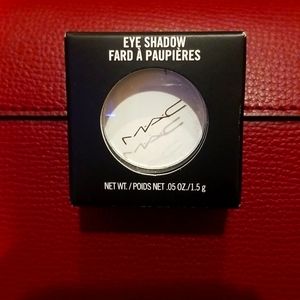 EYE SHADOW
FARD À PAUPIÈRES
MAC
NET WT. / POIDS NET .05 OZ./1.5 g